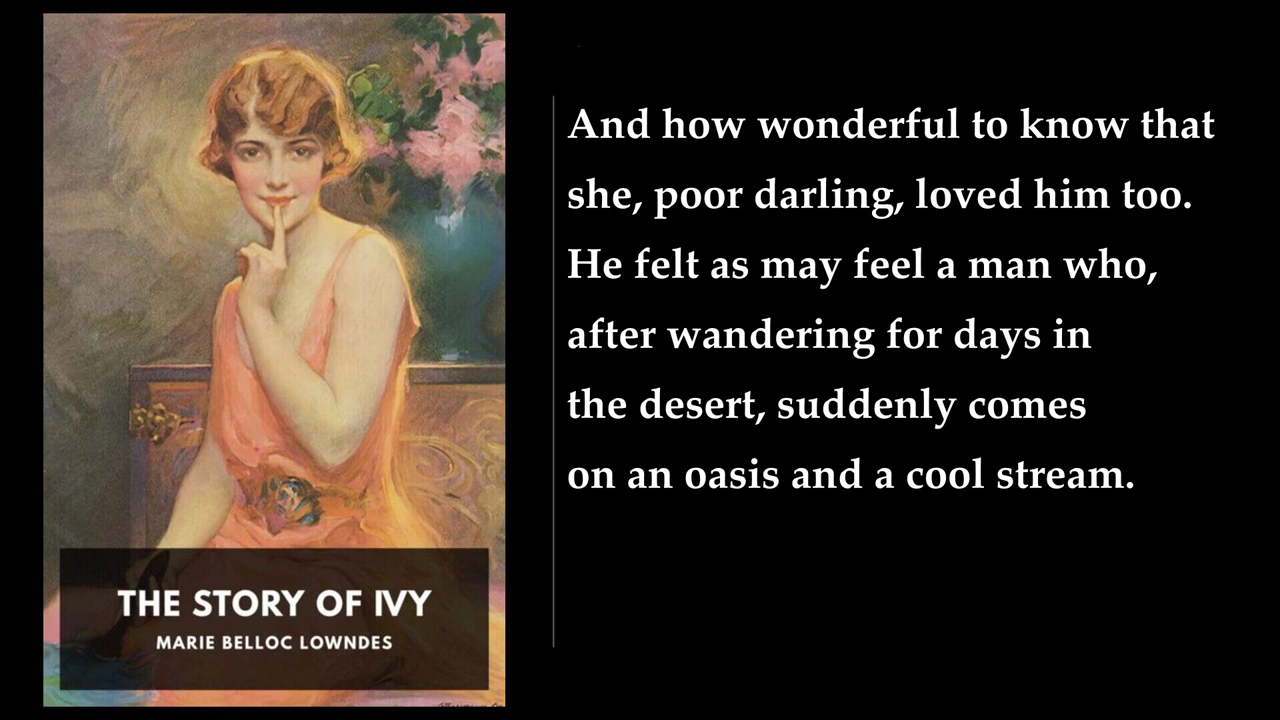 And how wonderful to know that
she, poor darling, loved him too.
He felt as may feel a man who,
after wandering for days in
the desert, suddenly comes
on an oasis and a cool stream.
THE STORY OF IVY
MARIE BELLOC LOWNDES